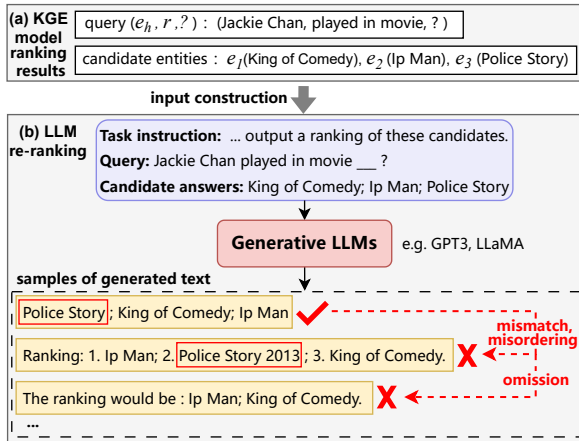 (a) KGE model ranking results
query (e_h, r, ?) : (Jackie Chan, played in movie, ? )
candidate entities : e_1(King of Comedy), e_2 (Ip Man), e_3 (Police Story)
input construction
(b) LLM re-ranking
Task instruction: ... output a ranking of these candidates.
Query: Jackie Chan played in movie __ ?
Candidate answers: King of Comedy; Ip Man; Police Story
Generative LLMs
e.g. GPT3, LLaMA
samples of generated text
Police Story ; King of Comedy; Ip Man
mismatch,
misordering
Ranking: 1. Ip Man; 2. Police Story 2013 ; 3. King of Comedy.
omission
The ranking would be : Ip Man; King of Comedy.
...